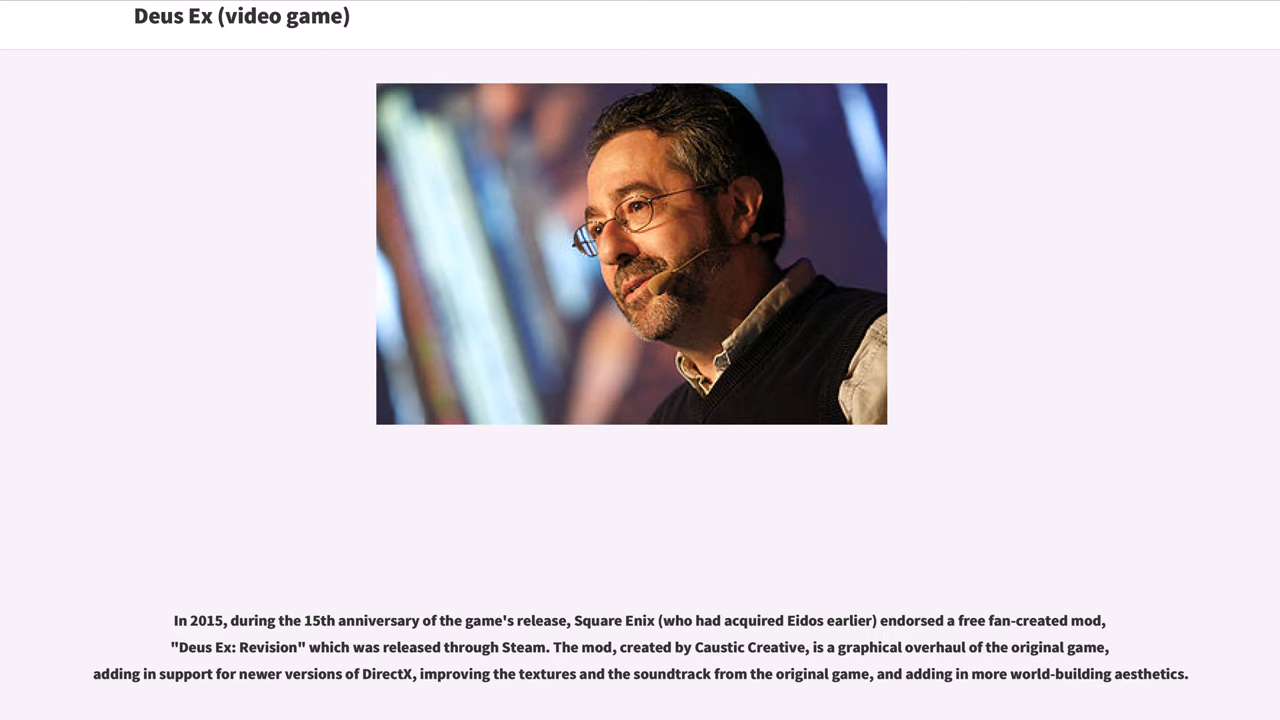 Deus Ex (video game)
In 2015, during the 15th anniversary of the game's release, Square Enix (who had acquired Eidos earlier) endorsed a free fan-created mod,
"Deus Ex: Revision" which was released through Steam. The mod, created by Caustic Creative, is a graphical overhaul of the original game,
adding in support for newer versions of DirectX, improving the textures and the soundtrack from the original game, and adding in more world-building aesthetics.